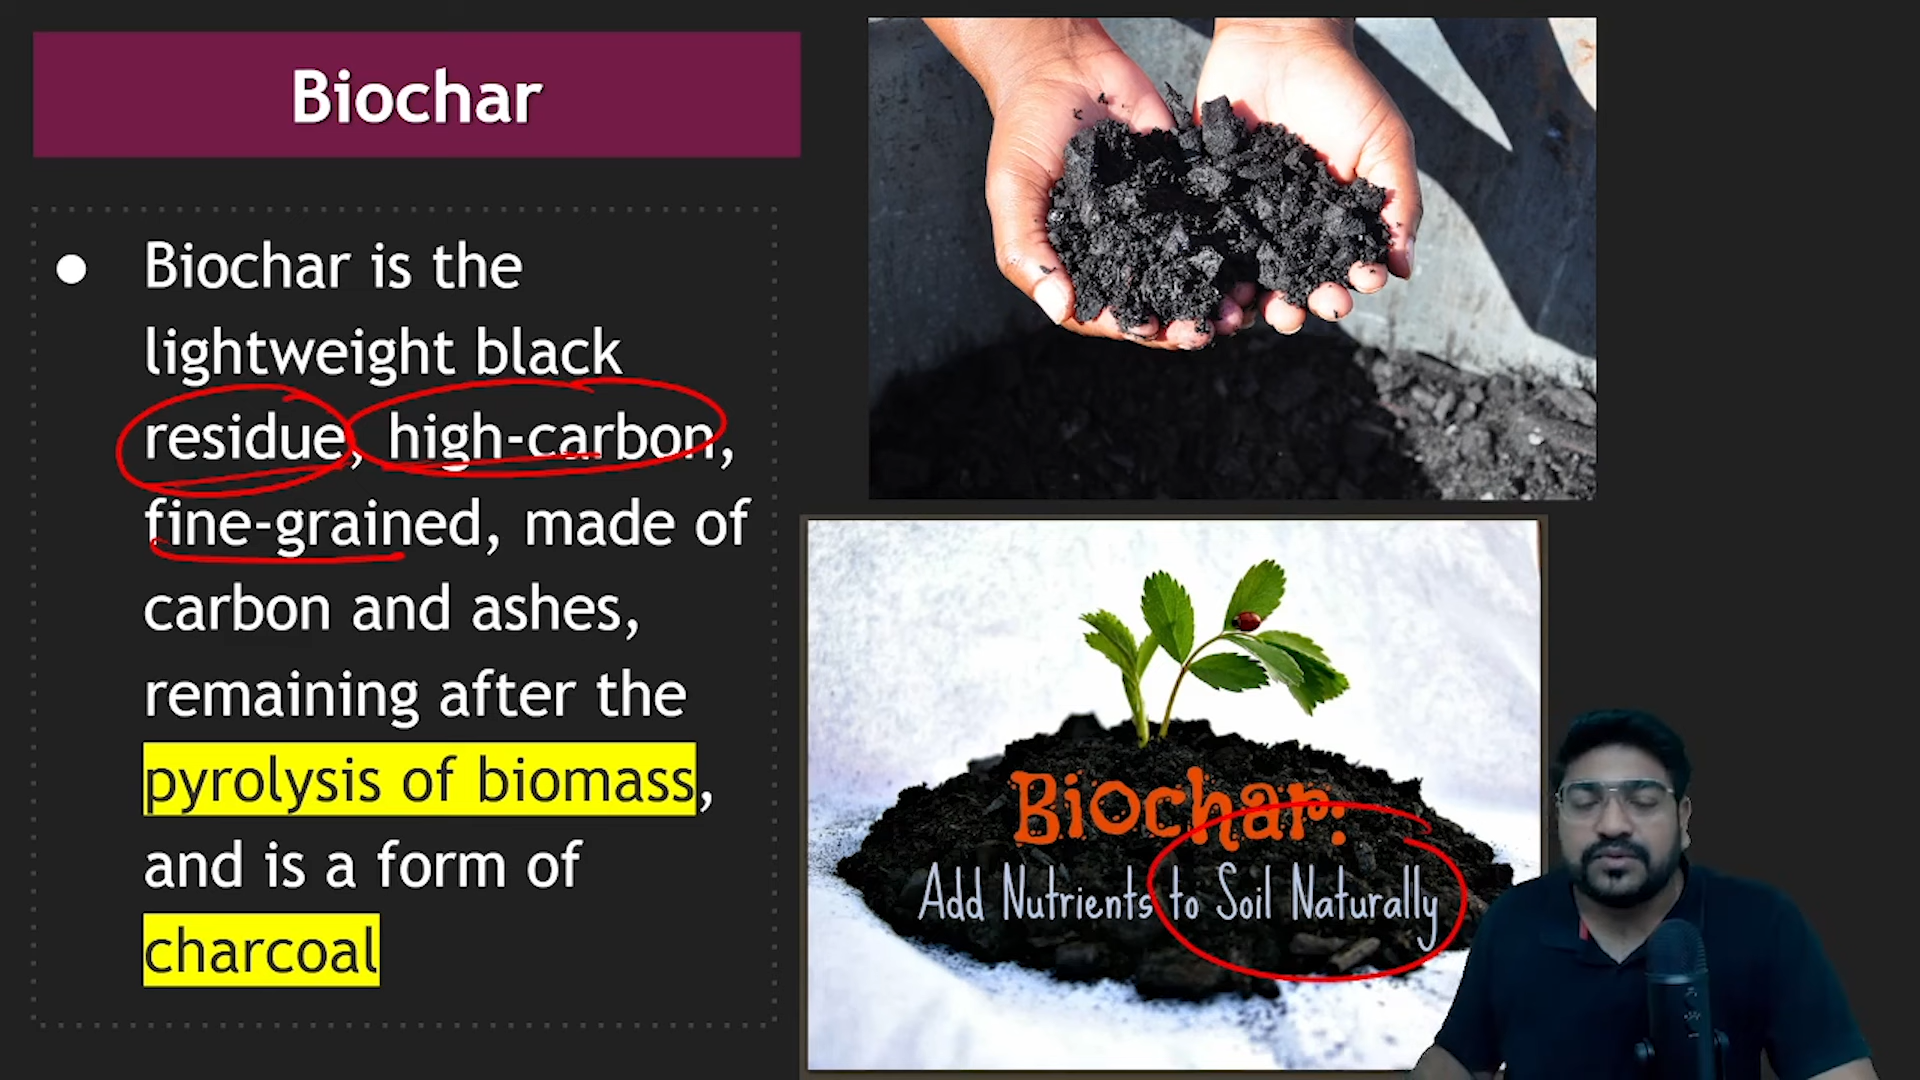 Biochar
● Biochar is the
lightweight black
residue, high-carbon,
fine-grained, made of
carbon and ashes,
remaining after the
pyrolysis of biomass,
and is a form of
charcoal
Biochar:
Add Nutrients to Soil Naturally